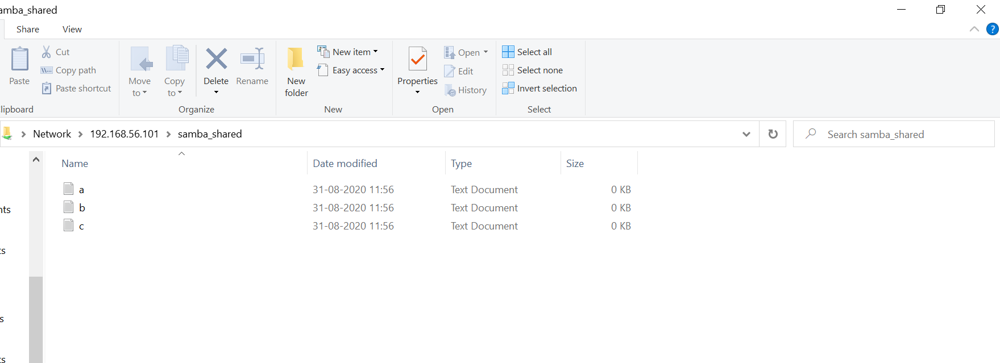 amba_shared
Share View
Cut
Copy path
Paste shortcut
Paste
lipboard
Move to
Copy to
Delete
Rename
Organize
New folder
New item
Easy access
New
Properties
Open
Edit
History
Open
Select all
Select none
Invert selection
Select
Network 192.168.56.101 samba_shared
Search samba_shared
Name Date modified Type Size
a 31-08-2020 11:56 Text Document 0 KB
b 31-08-2020 11:56 Text Document 0 KB
c 31-08-2020 11:56 Text Document 0 KB
nts
ts
s
ts